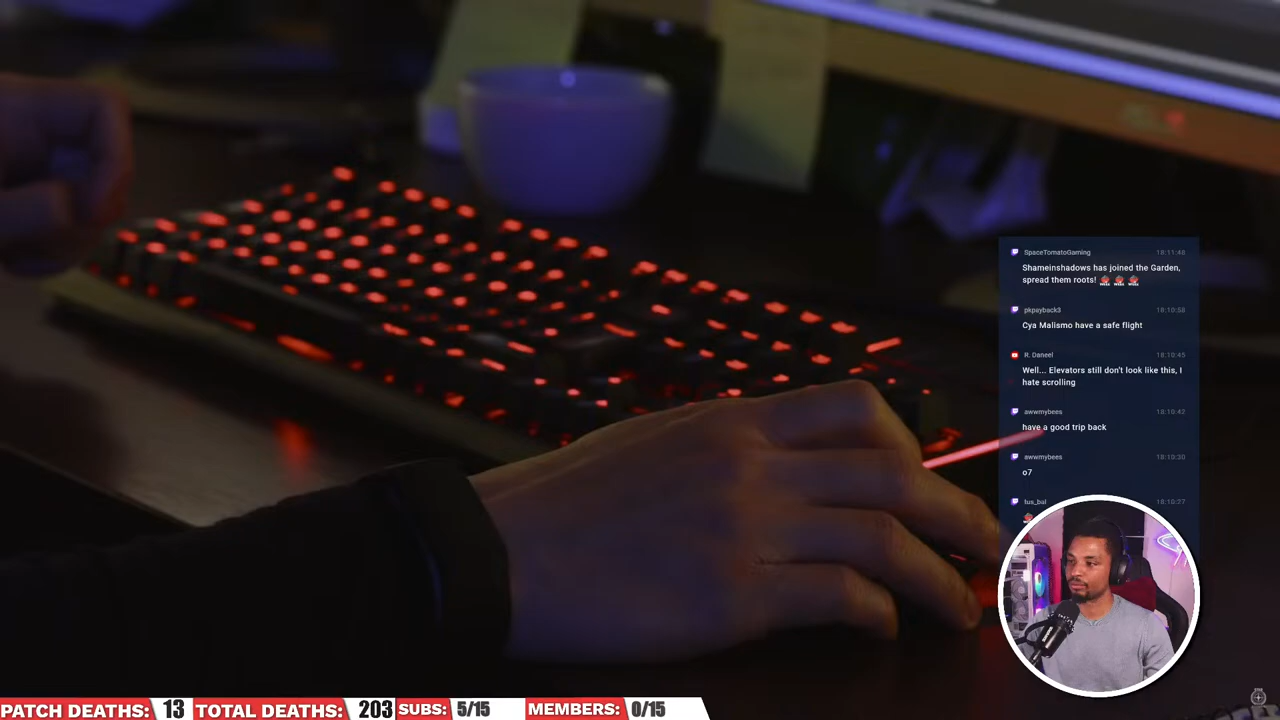 SpaceTomatoGaming 18:11:48
Shameinshadows has joined the Garden,
spread them roots!
pkpayback3 18:10:58
Cya Malismo have a safe flight
R. Daneel 18:10:45
Well... Elevators still don't look like this, I
hate scrolling
awwmybees 18:10:42
have a good trip back
awwmybees 18:10:30
o7
tus_bal 18:10:27
PATCH DEATHS: 13 TOTAL DEATHS: 203 SUBS: 5/15 MEMBERS: 0/15